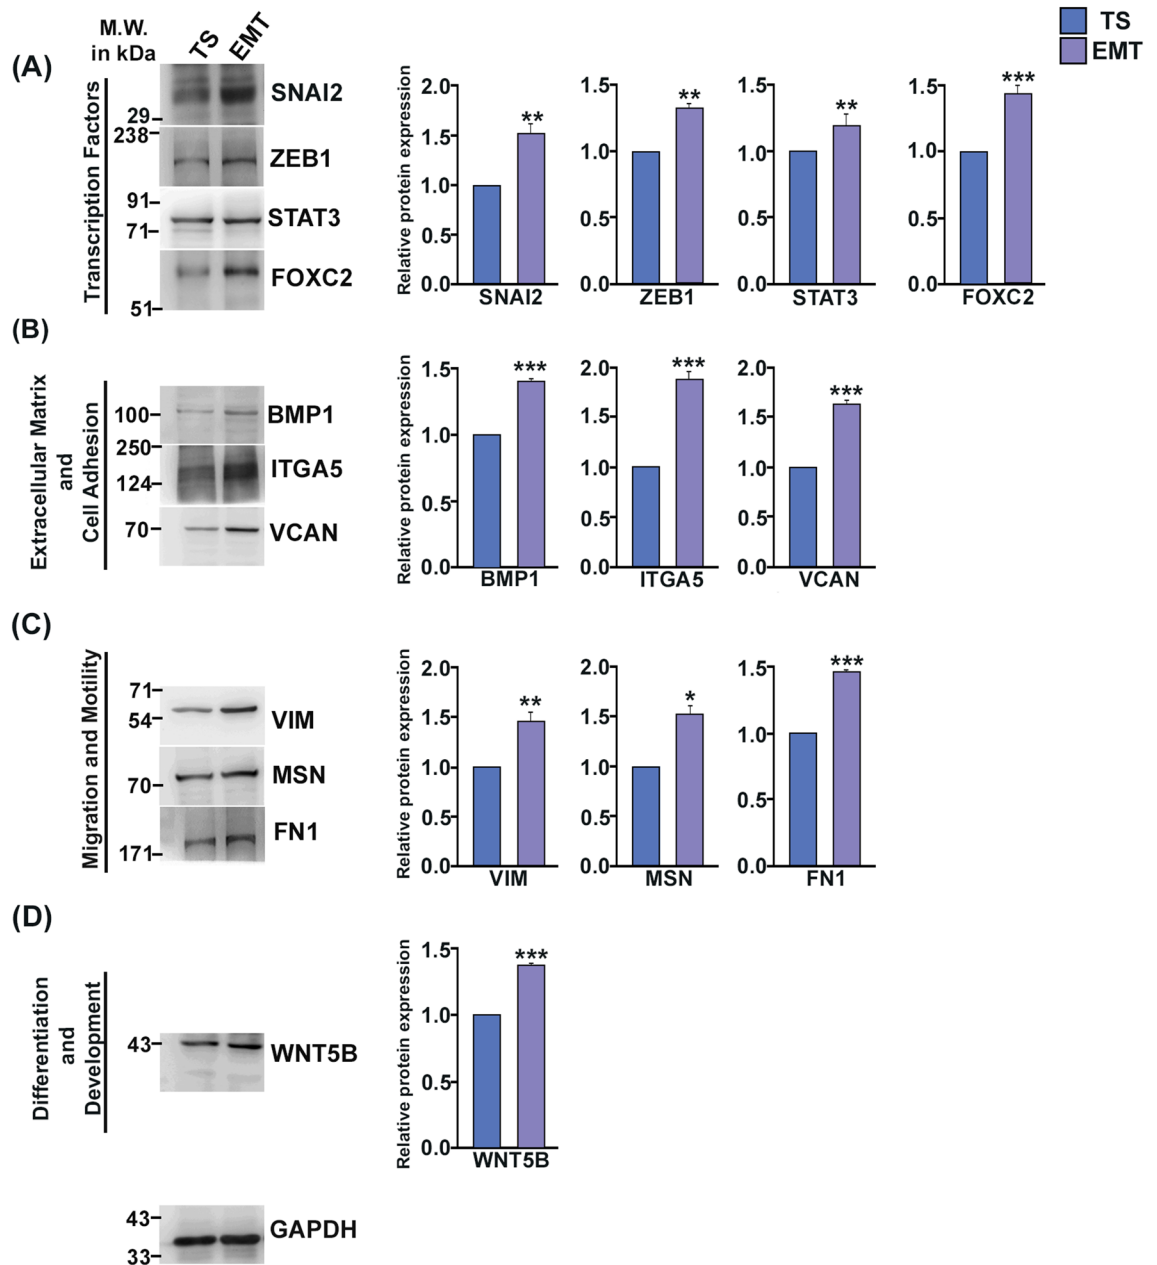 M.W.
in kDa
TS
EMT
TS
EMT
(A)
Transcription Factors
29
238
91
71
51
SNAI2
ZEB1
STAT3
FOXC2
Relative protein expression
2.0
1.5
1.0
0.5
0.0
**
SNAI2
1.5
1.0
0.5
0.0
**
ZEB1
1.5
1.0
0.5
0.0
**
STAT3
1.5
1.0
0.5
0.0
***
FOXC2
(B)
Extracellular Matrix
and
Cell Adhesion
100
250
124
70
BMP1
ITGA5
VCAN
Relative protein expression
1.5
1.0
0.5
0.0
***
BMP1
2.0
1.5
1.0
0.5
0.0
***
ITGA5
2.0
1.5
1.0
0.5
0.0
***
VCAN
(C)
Migration and Motility
71
54
70
171
VIM
MSN
FN1
Relative protein expression
2.0
1.5
1.0
0.5
0.0
**
VIM
2.0
1.5
1.0
0.5
0.0
*
MSN
1.5
1.0
0.5
0.0
***
FN1
(D)
Differentiation
and
Development
43
WNT5B
Relative protein expression
1.5
1.0
0.5
0.0
***
WNT5B
43
33
GAPDH